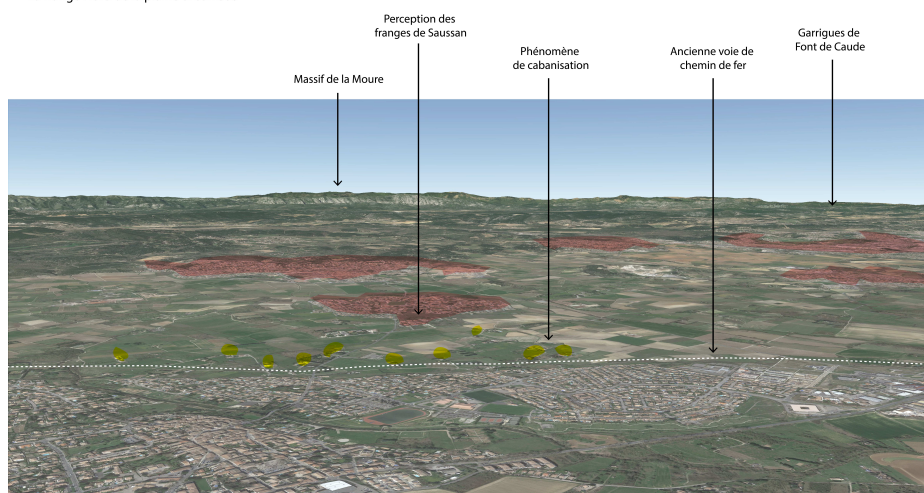 Perception des
franges de Saussan
Massif de la Moure
Phénomène
de cabanisation
Ancienne voie de
chemin de fer
Garrigues de
Font de Caude